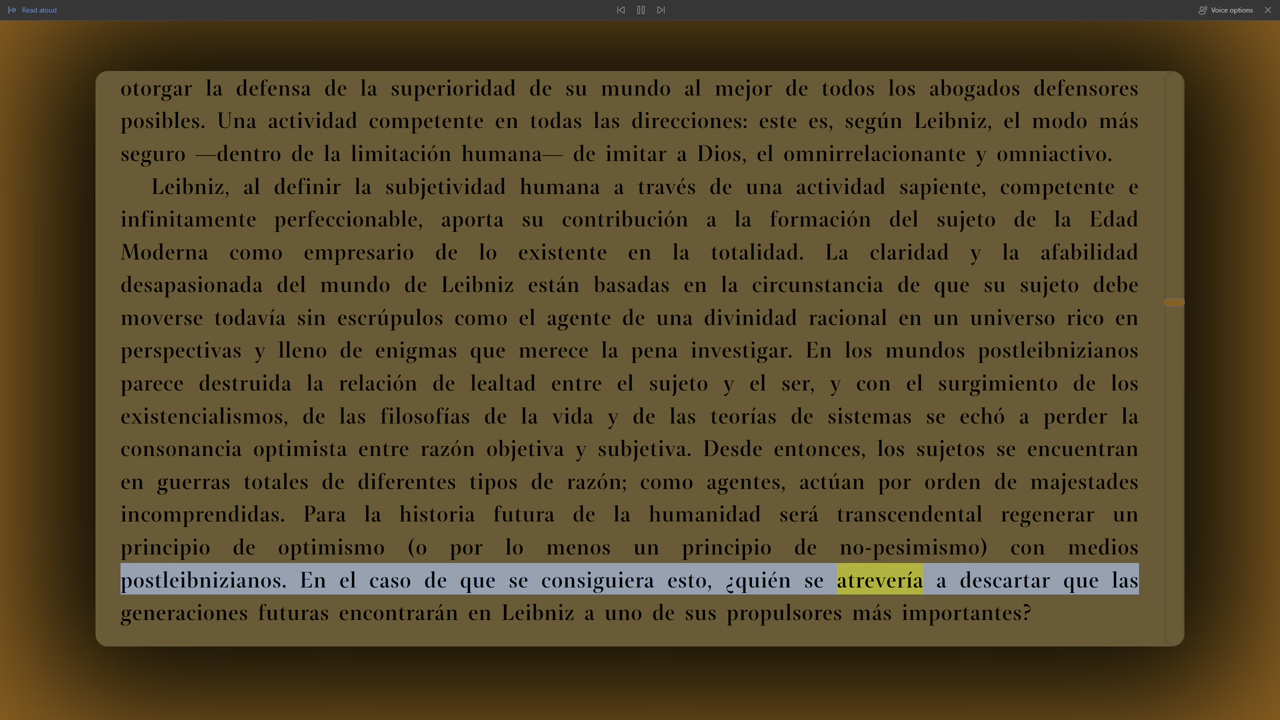 Read aloud
Voice options
otorgar la defensa de la superioridad de su mundo al mejor de todos los abogados defensores
posibles. Una actividad competente en todas las direcciones: este es, según Leibniz, el modo más
seguro —dentro de la limitación humana— de imitar a Dios, el omnirrelacionante y omniactivo.
Leibniz, al definir la subjetividad humana a través de una actividad sapiente, competente e
infinitamente perfeccionable, aporta su contribución a la formación del sujeto de la Edad
Moderna como empresario de lo existente en la totalidad. La claridad y la afabilidad
desapasionada del mundo de Leibniz están basadas en la circunstancia de que su sujeto debe
moverse todavía sin escrúpulos como el agente de una divinidad racional en un universo rico en
perspectivas y lleno de enigmas que merece la pena investigar. En los mundos postleibnizianos
parece destruida la relación de lealtad entre el sujeto y el ser, y con el surgimiento de los
existencialismos, de las filosofías de la vida y de las teorías de sistemas se echó a perder la
consonancia optimista entre razón objetiva y subjetiva. Desde entonces, los sujetos se encuentran
en guerras totales de diferentes tipos de razón; como agentes, actúan por orden de majestades
incomprendidas. Para la historia futura de la humanidad será transcendental regenerar un
principio de optimismo (o por lo menos un principio de no-pesimismo) con medios
postleibnizianos. En el caso de que se consiguiera esto, ¿quién se atrevería a descartar que las
generaciones futuras encontrarán en Leibniz a uno de sus propulsores más importantes?